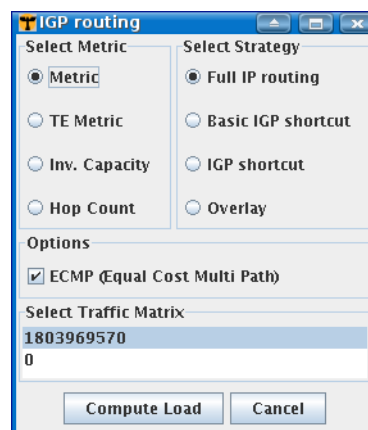 IGP routing
Select Metric Select Strategy
Metric Full IP routing
TE Metric Basic IGP shortcut
Inv. Capacity IGP shortcut
Hop Count Overlay
Options
ECMP (Equal Cost Multi Path)
Select Traffic Matrix
1803969570
0
Compute Load Cancel